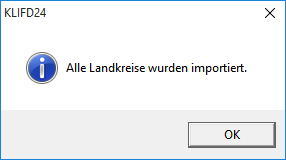 KLIFD24
Alle Landkreise wurden importiert.
OK